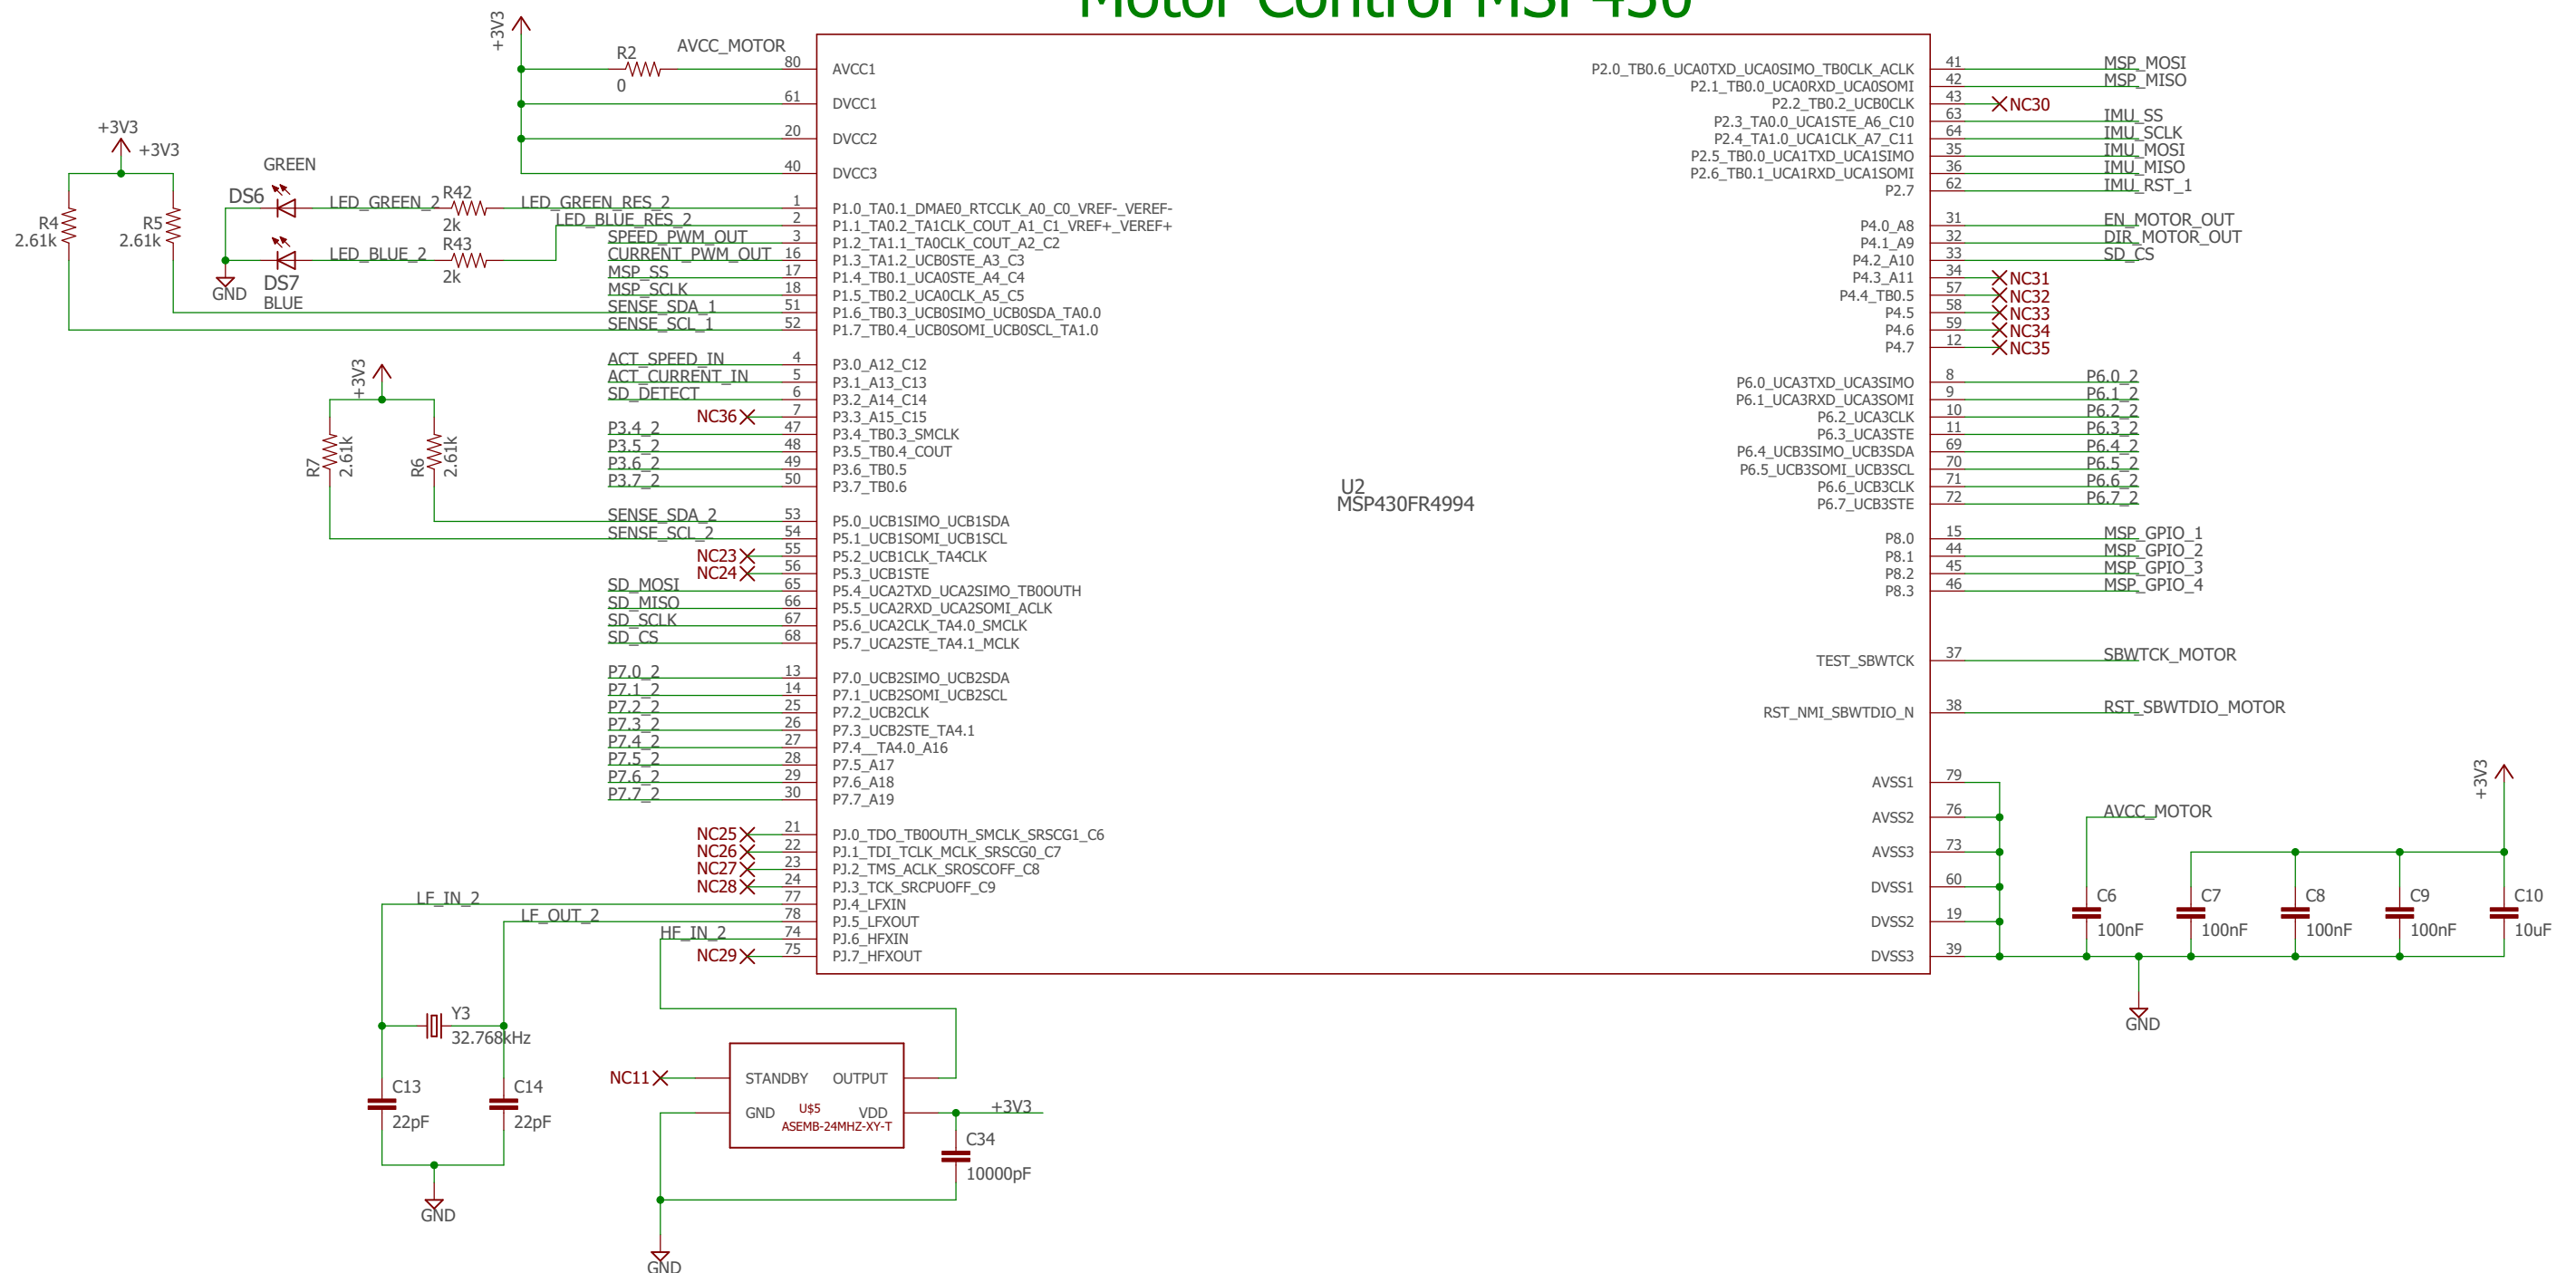 Motor Control MSP430
+3V3
R2
0
AVCC_MOTOR
80
61
20
40
AVCC1
DVCC1
DVCC2
DVCC3
+3V3
+3V3
R4
2.61k
R5
2.61k
GREEN
DS6
LED_GREEN_2
R42
2k
LED_GREEN_RES_2
LED_BLUE_RES_2
DS7
BLUE
LED_BLUE_2
R43
2k
GND
SPEED_PWM_OUT
CURRENT_PWM_OUT
MSP_SS
MSP_SCLK
SENSE_SDA_1
SENSE_SCL_1
1 P1.0_TA0.1_DMAE0_RTCCLK_A0_C0_VREF-_VEREF-
2 P1.1_TA0.2_TA1CLK_COUT_A1_C1_VREF+_VEREF+
3 P1.2_TA1.1_TA0CLK_COUT_A2_C2
16 P1.3_TA1.2_UCB0STE_A3_C3
17 P1.4_TB0.1_UCA0STE_A4_C4
18 P1.5_TB0.2_UCA0CLK_A5_C5
51 P1.6_TB0.3_UCB0SIMO_UCB0SDA_TA0.0
52 P1.7_TB0.4_UCB0SOMI_UCB0SCL_TA1.0
ACT_SPEED_IN 4 P3.0_A12_C12
ACT_CURRENT_IN 5 P3.1_A13_C13
SD_DETECT 6 P3.2_A14_C14
NC36 7 P3.3_A15_C15
P3.4_2 47 P3.4_TB0.3_SMCLK
P3.5_2 48 P3.5_TB0.4_COUT
P3.6_2 49 P3.6_TB0.5
P3.7_2 50 P3.7_TB0.6
+3V3
R7
2.61k
R6
2.61k
SENSE_SDA_2 53 P5.0_UCB1SIMO_UCB1SDA
SENSE_SCL_2 54 P5.1_UCB1SOMI_UCB1SCL
NC23 55 P5.2_UCB1CLK_TA4CLK
NC24 56 P5.3_UCB1STE
SD_MOSI 65 P5.4_UCA2TXD_UCA2SIMO_TB0OUTH
SD_MISO 66 P5.5_UCA2RXD_UCA2SOMI_ACLK
SD_SCLK 67 P5.6_UCA2CLK_TA4.0_SMCLK
SD_CS 68 P5.7_UCA2STE_TA4.1_MCLK
P7.0_2 13 P7.0_UCB2SIMO_UCB2SDA
P7.1_2 14 P7.1_UCB2SOMI_UCB2SCL
P7.2_2 25 P7.2_UCB2CLK
P7.3_2 26 P7.3_UCB2STE_TA4.1
P7.4_2 27 P7.4__TA4.0_A16
P7.5_2 28 P7.5_A17
P7.6_2 29 P7.6_A18
P7.7_2 30 P7.7_A19
NC25 21 PJ.0_TDO_TB0OUTH_SMCLK_SRSCG1_C6
NC26 22 PJ.1_TDI_TCLK_MCLK_SRSCG0_C7
NC27 23 PJ.2_TMS_ACLK_SROSCOFF_C8
NC28 24 PJ.3_TCK_SRCPUOFF_C9
LF_IN_2 77 PJ.4_LFXIN
LF_OUT_2 78 PJ.5_LFXOUT
HF_IN_2 74 PJ.6_HFXIN
NC29 75 PJ.7_HFXOUT
U2
MSP430FR4994
P2.0_TB0.6_UCA0TXD_UCA0SIMO_TB0CLK_ACLK 41 MSP_MOSI
P2.1_TB0.0_UCA0RXD_UCA0SOMI 42 MSP_MISO
P2.2_TB0.2_UCB0CLK 43 NC30
P2.3_TA0.0_UCA1STE_A6_C10 63 IMU_SS
P2.4_TA1.0_UCA1CLK_A7_C11 64 IMU_SCLK
P2.5_TB0.0_UCA1TXD_UCA1SIMO 35 IMU_MOSI
P2.6_TB0.1_UCA1RXD_UCA1SOMI 36 IMU_MISO
P2.7 62 IMU_RST_1
P4.0_A8 31 EN_MOTOR_OUT
P4.1_A9 32 DIR_MOTOR_OUT
P4.2_A10 33 SD_CS
P4.3_A11 34 NC31
P4.4_TB0.5 57 NC32
P4.5 58 NC33
P4.6 59 NC34
P4.7 12 NC35
P6.0_UCA3TXD_UCA3SIMO 8 P6.0_2
P6.1_UCA3RXD_UCA3SOMI 9 P6.1_2
P6.2_UCA3CLK 10 P6.2_2
P6.3_UCA3STE 11 P6.3_2
P6.4_UCB3SIMO_UCB3SDA 69 P6.4_2
P6.5_UCB3SOMI_UCB3SCL 70 P6.5_2
P6.6_UCB3CLK 71 P6.6_2
P6.7_UCB3STE 72 P6.7_2
P8.0 15 MSP_GPIO_1
P8.1 44 MSP_GPIO_2
P8.2 45 MSP_GPIO_3
P8.3 46 MSP_GPIO_4
TEST_SBWTCK 37 SBWTCK_MOTOR
RST_NMI_SBWTDIO_N 38 RST_SBWTDIO_MOTOR
AVSS1 79
AVSS2 76
AVSS3 73
DVSS1 60
DVSS2 19
DVSS3 39
+3V3
AVCC_MOTOR
C6
100nF
C7
100nF
C8
100nF
C9
100nF
C10
10uF
GND
Y3
32.768kHz
C13
22pF
C14
22pF
GND
NC11
STANDBY OUTPUT
GND U$5 VDD
ASEMB-24MHZ-XY-T
+3V3
C34
10000pF
GND